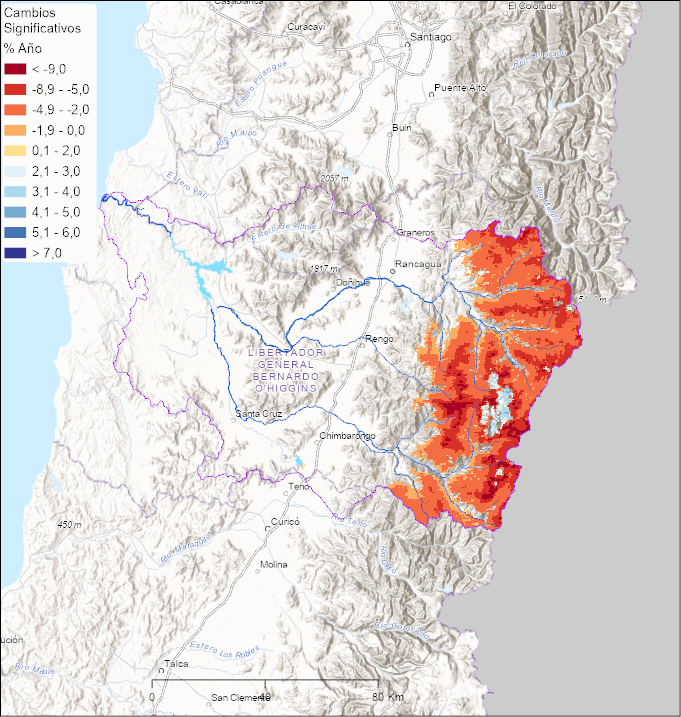 Cambios
Significativos
% Año
< -9,0
-8,9 - -5,0
-4,9 - -2,0
-1,9 - 0,0
0,1 - 2,0
2,1 - 3,0
3,1 - 4,0
4,1 - 5,0
5,1 - 6,0
> 7,0
Casablanca
El Colorado
Curacaví
Santiago
Río Colorado
Estero Puangue
Puente Alto
Buin
Río Maipo
2057 m
Estero Yali
Río Maipo
Estero de Alhué
Graneros
1817 m
Rancagua
Doñihue
Rengo
LIBERTADOR
GENERAL
BERNARDO
O'HIGGINS
Santa Cruz
Chimbarongo
Teno
450 m
Curicó
Río Teno
Río Mataquito
Molina
Río Claro
Río Colorado
ución
Estero Los Robles
Río Maule
Talca
0
40
80 Km
San Clemente